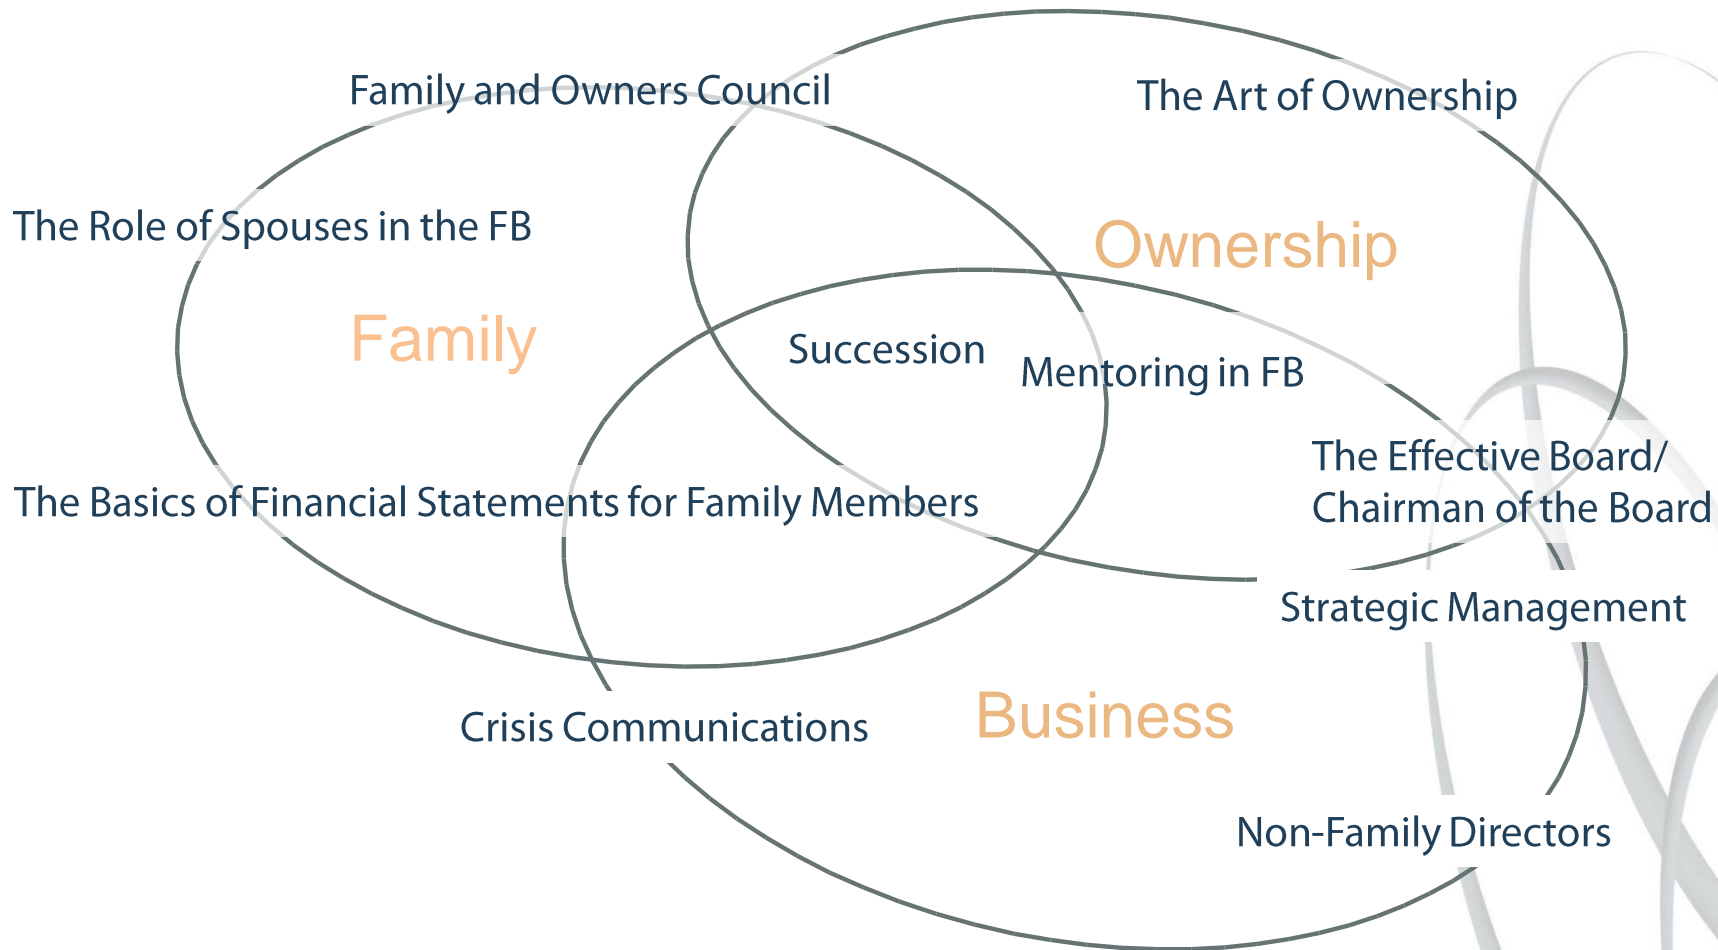 Family and Owners Council
The Art of Ownership
The Role of Spouses in the FB
Ownership
Family
Succession
Mentoring in FB
The Effective Board/
Chairman of the Board
The Basics of Financial Statements for Family Members
Strategic Management
Business
Crisis Communications
Non-Family Directors